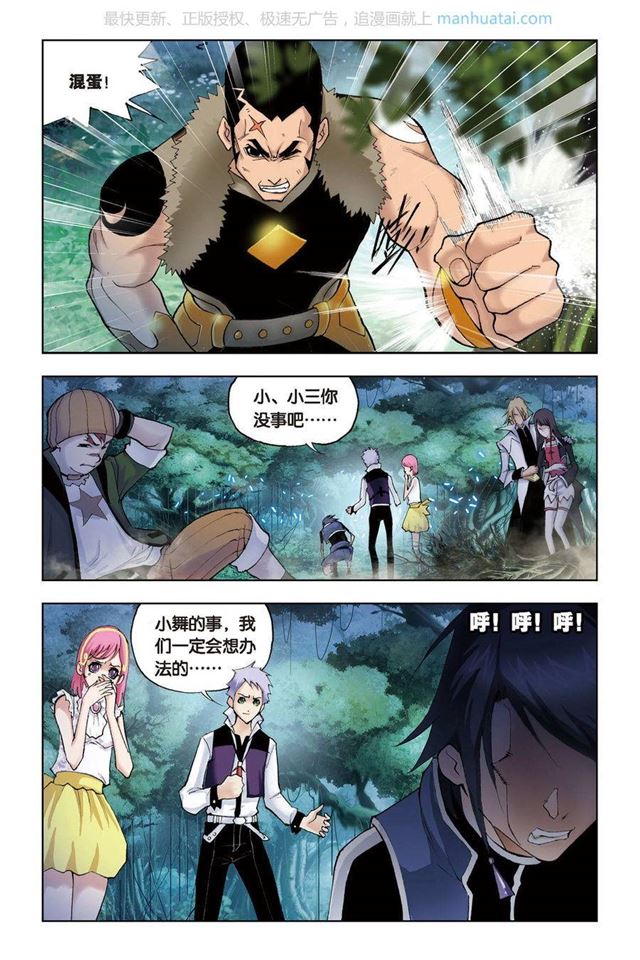 最快更新、正版授权、极速无广告，追漫画就上 manhuatai.com
混蛋！
小、小三你
没事吧……
小舞的事，我
们一定会想办
法的……
呼！呼！呼！